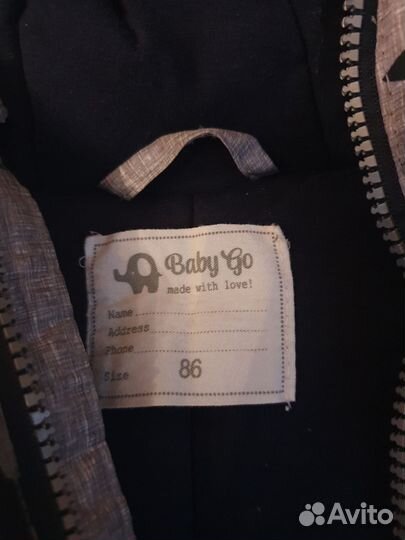 Baby Go
made with love!
Name
Address
Phone
Size 86
Avito